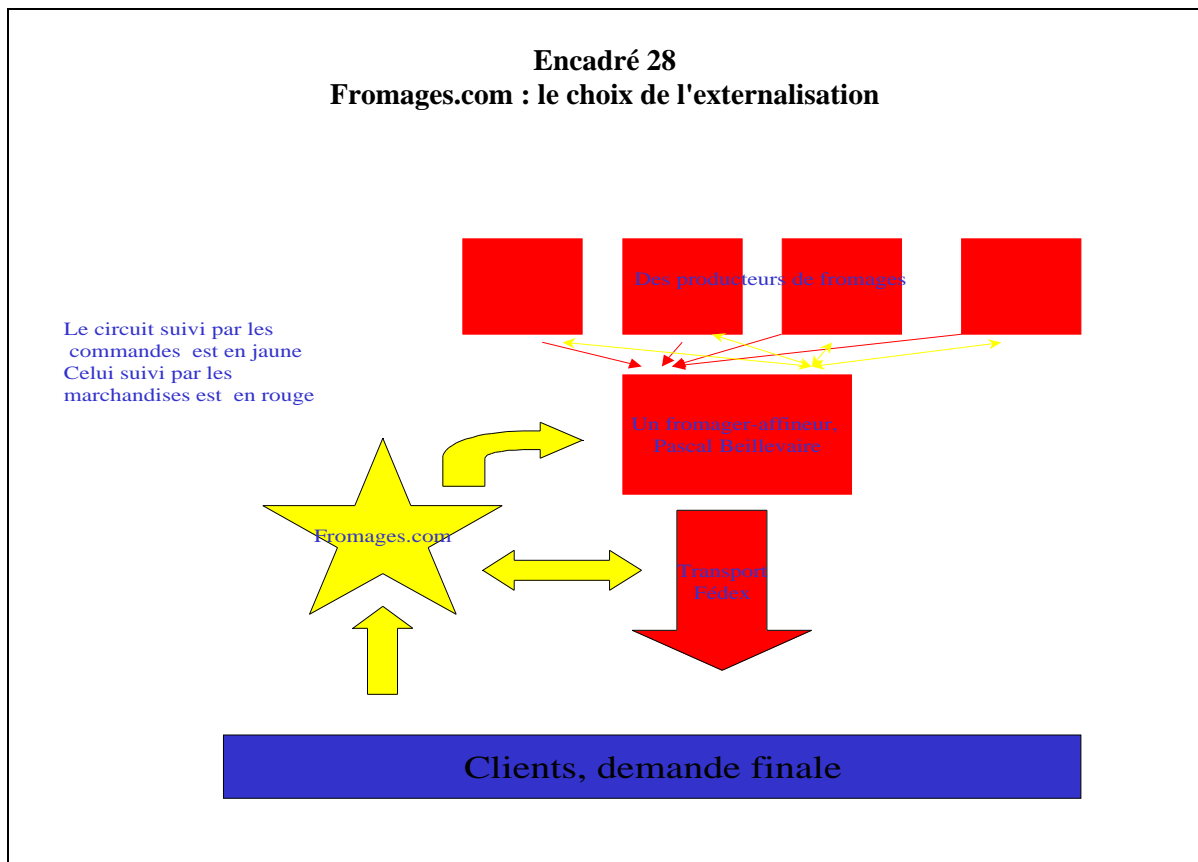 Encadré 28
Fromages.com : le choix de l'externalisation
Des producteurs de fromages
Le circuit suivi par les
commandes est en jaune
Celui suivi par les
marchandises est en rouge
Un fromager-affineur,
Pascal Beillevaire
Fromages.com
Transport
Fédex
Clients, demande finale